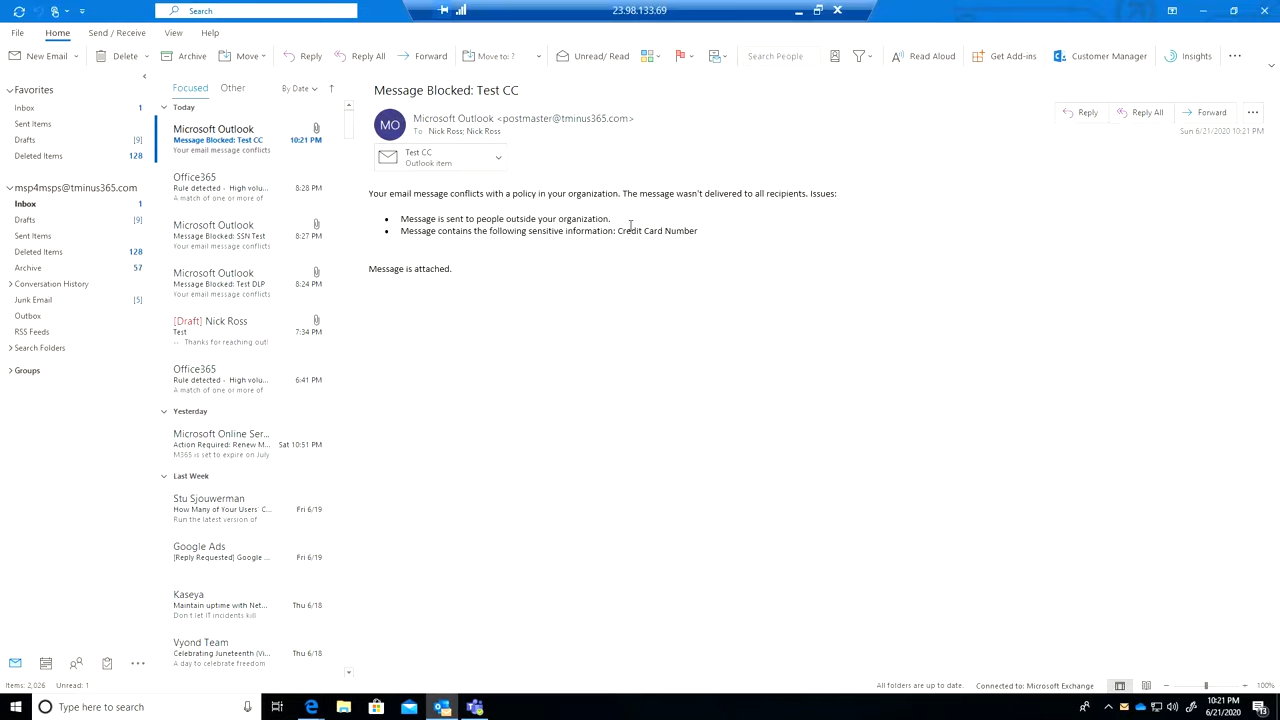 Search
23.98.133.69
File Home Send / Receive View Help
New Email Delete Archive Move Reply Reply All Forward Move to: ? Unread/ Read Search People Read Aloud Get Add-ins Customer Manager Insights
Favorites
Inbox 1
Sent Items
Drafts [9]
Deleted Items 128
msp4msps@tminus365.com
Inbox 1
Drafts [9]
Sent Items
Deleted Items 128
Archive 57
Conversation History
Junk Email [5]
Outbox
RSS Feeds
Search Folders
Groups
Focused Other By Date
Today
Microsoft Outlook
Message Blocked: Test CC 10:21 PM
Your email message conflicts
Office365
Rule detected - High volu... 8:28 PM
A match of one or more of
Microsoft Outlook
Message Blocked: SSN Test 8:27 PM
Your email message conflicts
Microsoft Outlook
Message Blocked: Test DLP 8:24 PM
Your email message conflicts
[Draft] Nick Ross
Test 7:34 PM
-- Thanks for reaching out!
Office365
Rule detected - High volu... 6:41 PM
A match of one or more of
Yesterday
Microsoft Online Ser...
Action Required: Renew M... Sat 10:51 PM
M365 is set to expire on July
Last Week
Stu Sjouwerman
How Many of Your Users C... Fri 6/19
Run the latest version of
Google Ads
[Reply Requested] Google ... Fri 6/19
Kaseya
Maintain uptime with Net... Thu 6/18
Don't let IT incidents kill
Vyond Team
Celebrating Juneteenth (Vi... Thu 6/18
A day to celebrate freedom
Message Blocked: Test CC
MO
Microsoft Outlook <postmaster@tminus365.com>
To Nick Ross; Nick Ross
Reply Reply All Forward
Sun 6/21/2020 10:21 PM
Test CC
Outlook item
Your email message conflicts with a policy in your organization. The message wasn't delivered to all recipients. Issues:
• Message is sent to people outside your organization.
• Message contains the following sensitive information: Credit Card Number
Message is attached.
Items: 2,026 Unread: 1 All folders are up to date. Connected to: Microsoft Exchange 100%
Type here to search
10:21 PM
6/21/2020